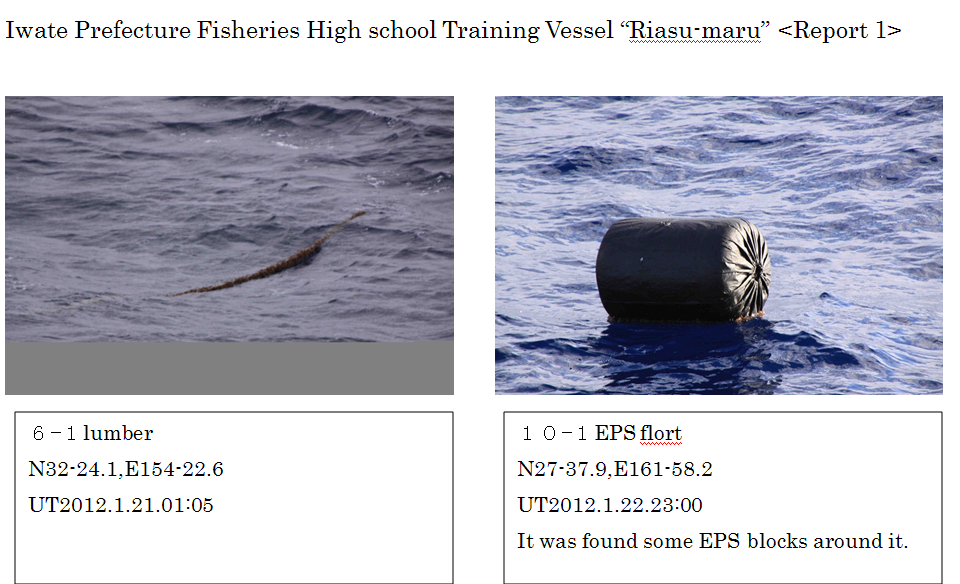 Iwate Prefecture Fisheries High school Training Vessel “Riasu-maru” <Report 1>
６－１ lumber
N32-24.1,E154-22.6
UT2012.1.21.01:05
１０－１ EPS flort
N27-37.9,E161-58.2
UT2012.1.22.23:00
It was found some EPS blocks around it.